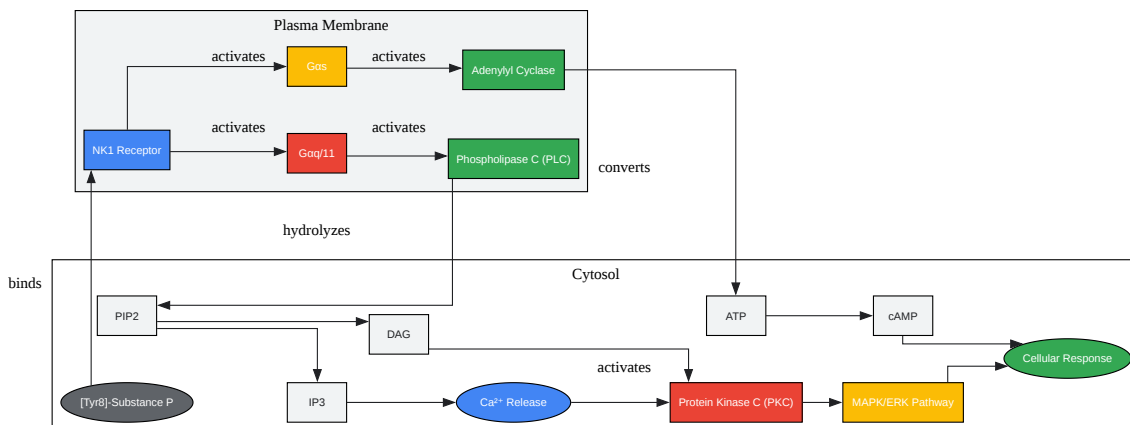 Plasma Membrane
activates
activates
Gαs
Adenylyl Cyclase
activates
activates
NK1 Receptor
Gαq/11
Phospholipase C (PLC)
converts
hydrolyzes
binds
Cytosol
PIP2
DAG
ATP
cAMP
Cellular Response
activates
[Tyr8]-Substance P
IP3
Ca²⁺ Release
Protein Kinase C (PKC)
MAPK/ERK Pathway